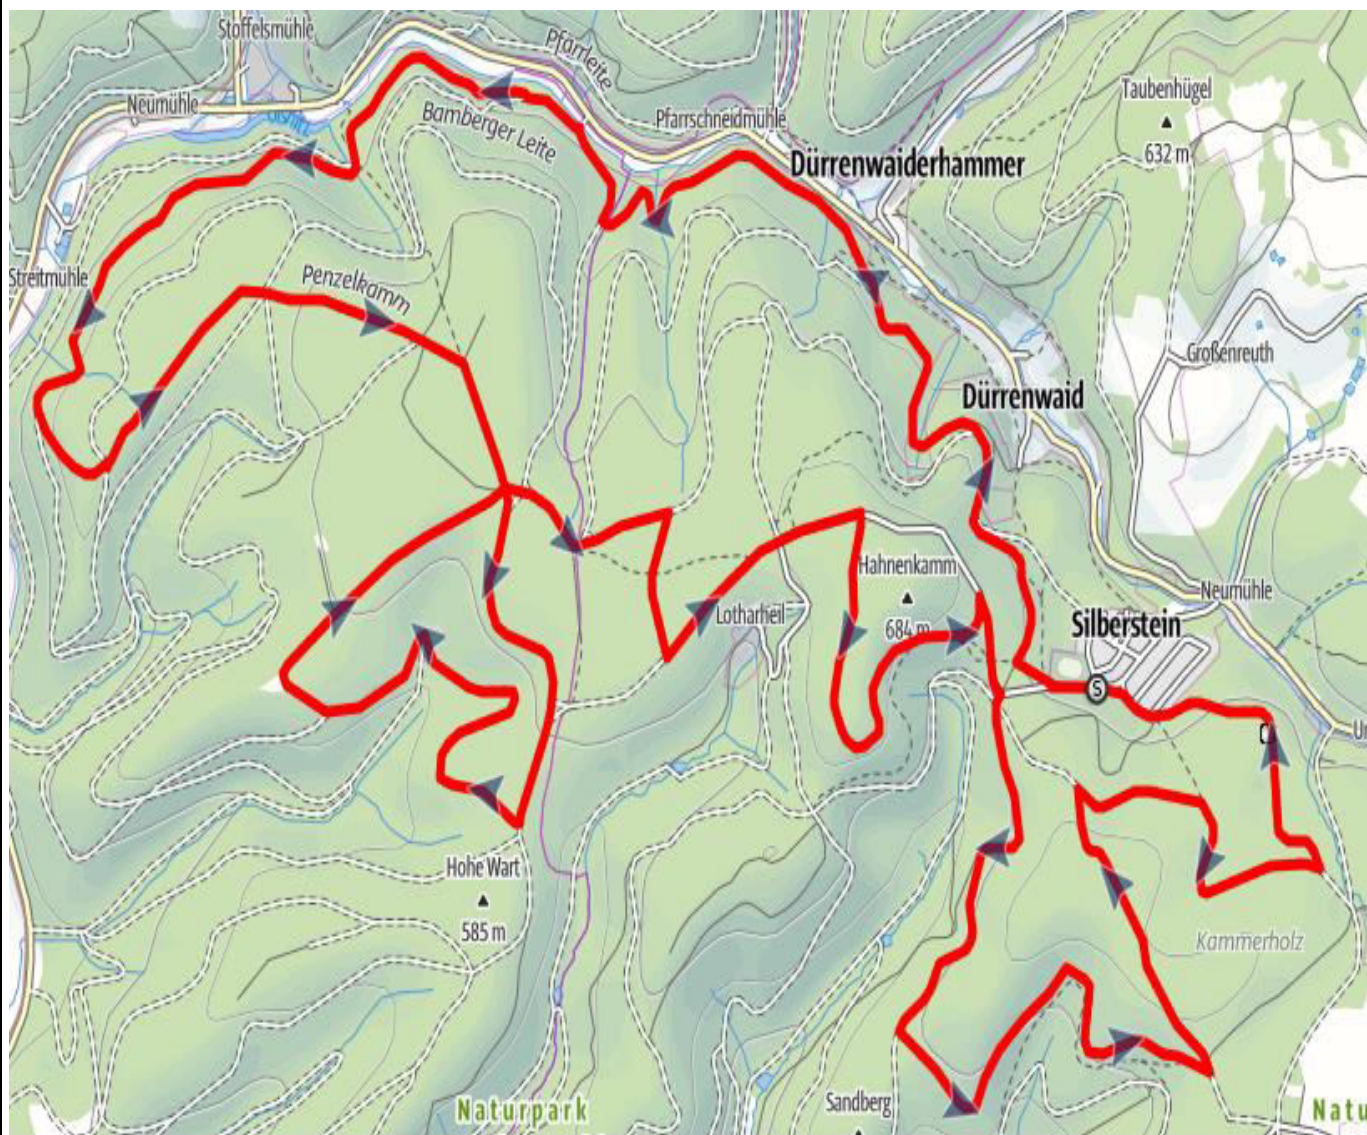 Stoffelsmühle
Pfarrleite
Neumühle
Bamberger Leite
Pfarrschneidmühle
Taubenhügel
632 m
Dürrenwaiderhammer
Streitmühle
Penzelkamm
Großenreuth
Dürrenwaid
Hahnenkamm
684 m
Lotharheil
Neumühle
Silberstein
S
Hohe Wart
585 m
Kammerholz
Sandberg
Naturpark
Natu